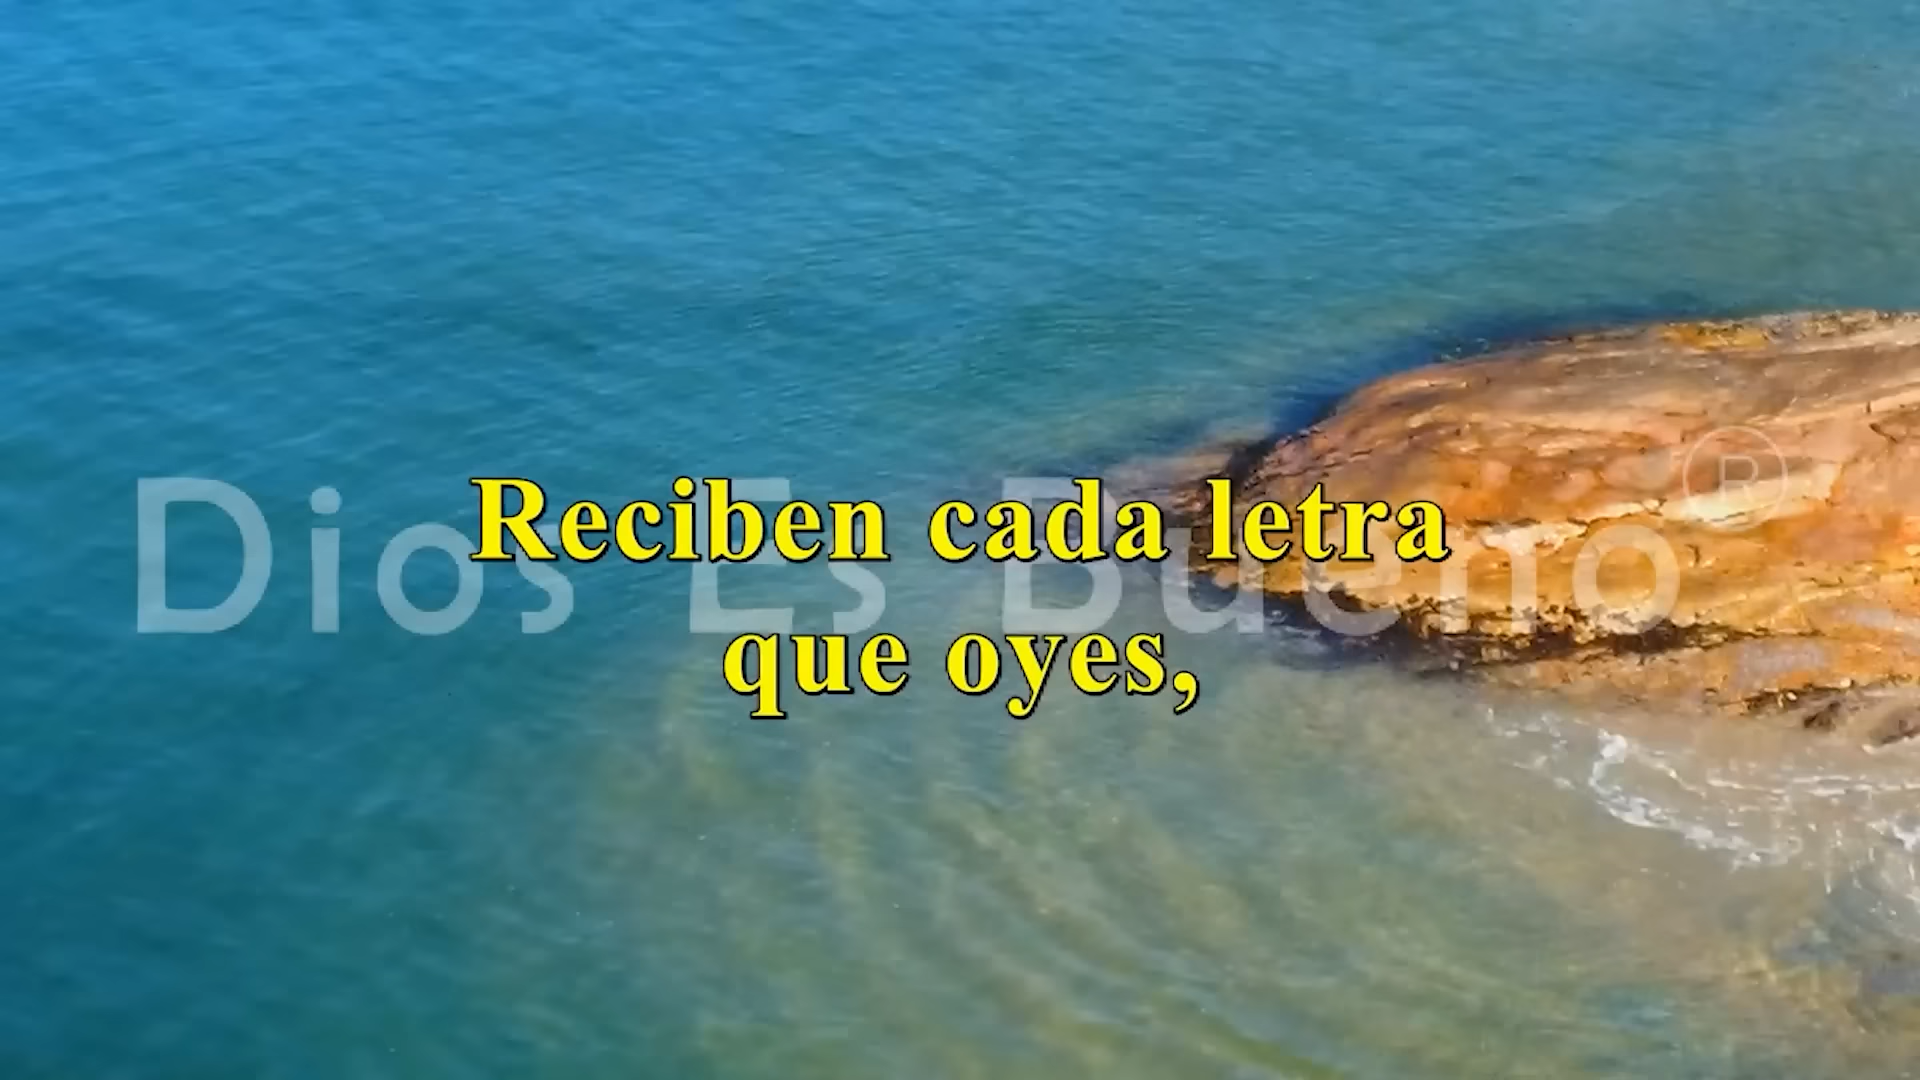 Reciben cada letra
que oyes,
Dios Es Bueno ®